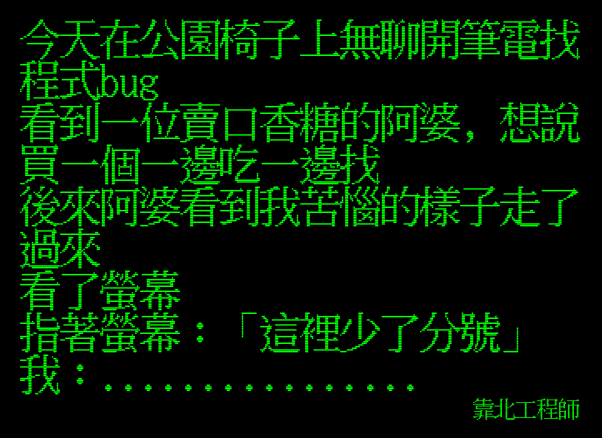 今天在公園椅子上無聊開筆電找
程式bug
看到一位賣口香糖的阿婆，想說
買一個一邊吃一邊找
後來阿婆看到我苦惱的樣子走了
過來
看了螢幕
指著螢幕：「這裡少了分號」
我：................
靠北工程師